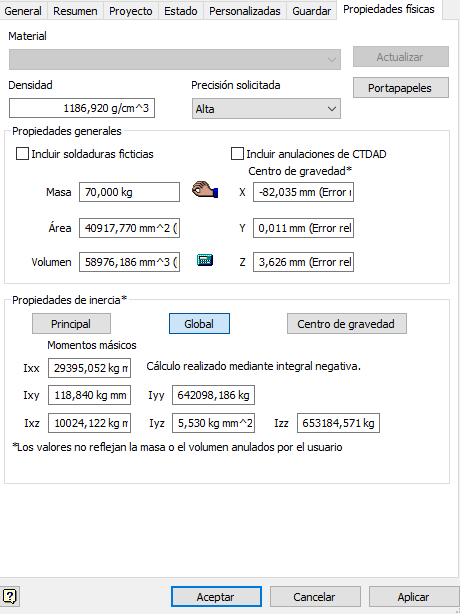 General Resumen Proyecto Estado Personalizadas Guardar Propiedades físicas
Material
Actualizar
Densidad Precisión solicitada
Portapapeles
1186,920 g/cm^3 Alta
Propiedades generales
Incluir soldaduras ficticias Incluir anulaciones de CTDAD
Centro de gravedad*
Masa 70,000 kg X -82,035 mm (Error r
Área 40917,770 mm^2 ( Y 0,011 mm (Error rel
Volumen 58976,186 mm^3 ( Z 3,626 mm (Error rel
Propiedades de inercia*
Principal Global Centro de gravedad
Momentos másicos
Ixx 29395,052 kg m Cálculo realizado mediante integral negativa.
Ixy 118,840 kg mm Iyy 642098,186 kg
Ixz 10024,122 kg m Iyz 5,530 kg mm^2 Izz 653184,571 kg
*Los valores no reflejan la masa o el volumen anulados por el usuario
? Aceptar Cancelar Aplicar